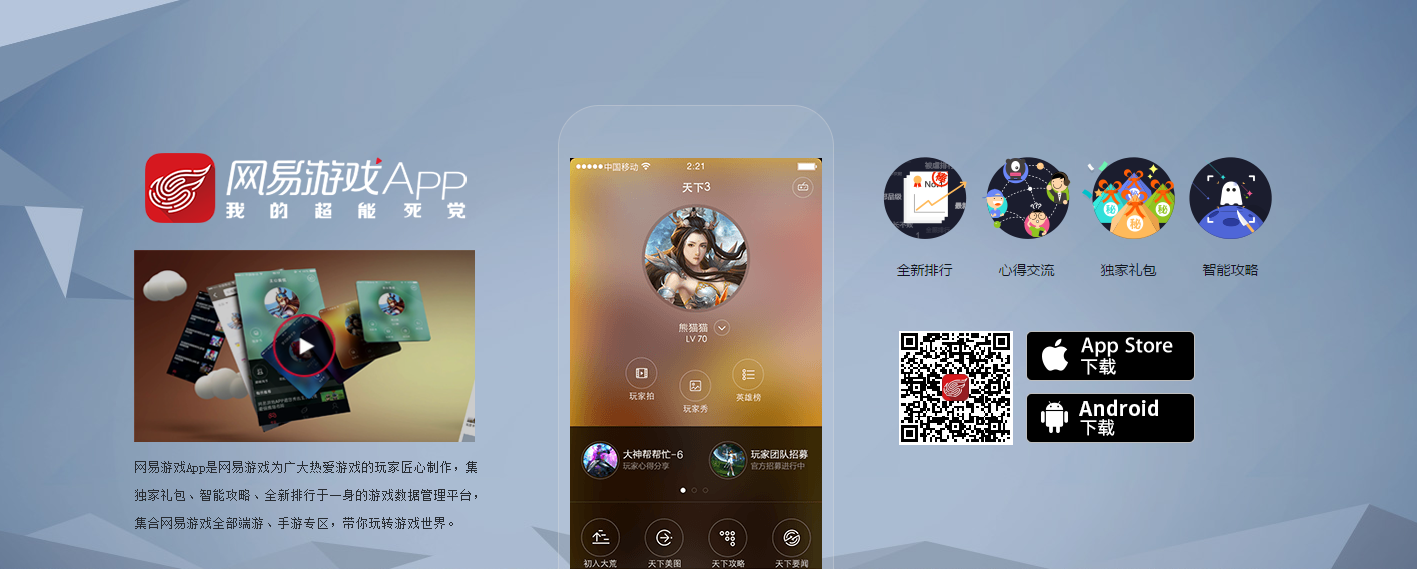 网易游戏App
我的超能死党
网易游戏App是网易游戏为广大热爱游戏的玩家匠心制作，集
独家礼包、智能攻略、全新排行于一身的游戏数据管理平台，
集合网易游戏全部端游、手游专区，带你玩转游戏世界。
中国移动
2:21
天下3
熊猫猫
LV 70
玩家拍
玩家秀
英雄榜
大神帮帮忙-6
玩家心得分享
玩家团队招募
官方招募进行中
初入大荒
天下美图
天下攻略
天下要闻
秘
秘
秘
全新排行
心得交流
独家礼包
智能攻略
App Store
下载
Android
下载